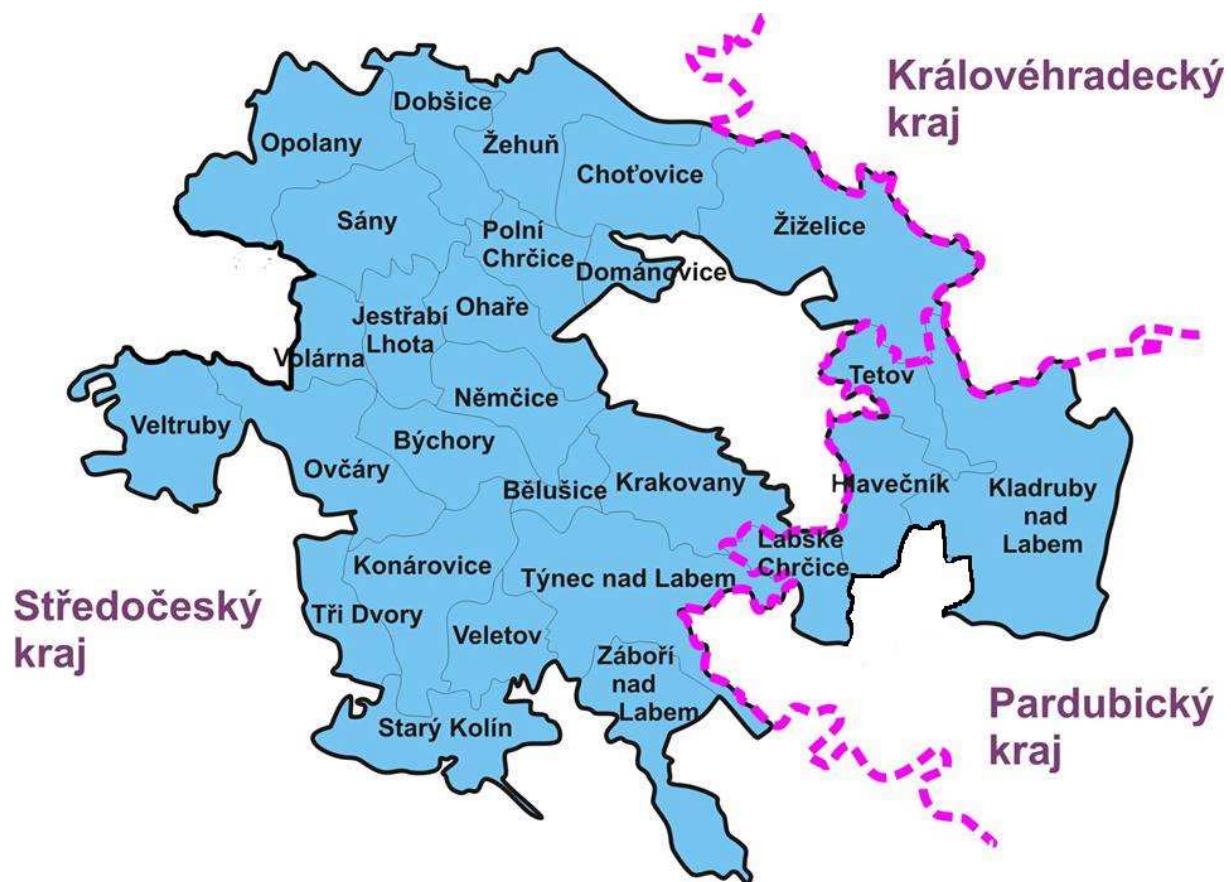 Královéhradecký
kraj
Dobšice
Opolany
Žehuň
Choťovice
Sány
Žiželice
Polní
Chrčice
Dománovice
Ohaře
Jestřabí
Lhota
Volárna
Tetov
Němčice
Veltruby
Býchory
Ovčáry
Bělušice
Krakovany
Hlavečník
Kladruby
nad
Labem
Labské
Chrčice
Konárovice
Týnec nad Labem
Středočeský
kraj
Tři Dvory
Veletov
Záboří
nad
Labem
Starý Kolín
Pardubický
kraj